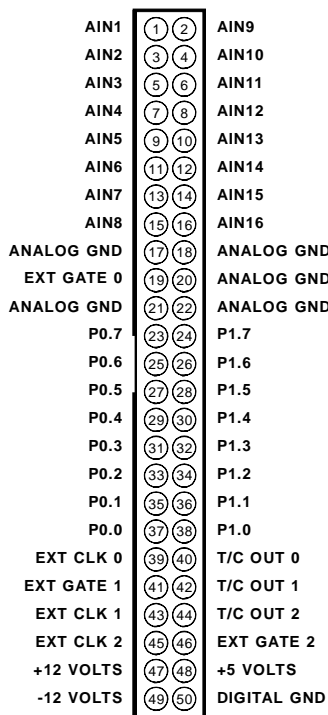 AIN1 1 2 AIN9
AIN2 3 4 AIN10
AIN3 5 6 AIN11
AIN4 7 8 AIN12
AIN5 9 10 AIN13
AIN6 11 12 AIN14
AIN7 13 14 AIN15
AIN8 15 16 AIN16
ANALOG GND 17 18 ANALOG GND
EXT GATE 0 19 20 ANALOG GND
ANALOG GND 21 22 ANALOG GND
P0.7 23 24 P1.7
P0.6 25 26 P1.6
P0.5 27 28 P1.5
P0.4 29 30 P1.4
P0.3 31 32 P1.3
P0.2 33 34 P1.2
P0.1 35 36 P1.1
P0.0 37 38 P1.0
EXT CLK 0 39 40 T/C OUT 0
EXT GATE 1 41 42 T/C OUT 1
EXT CLK 1 43 44 T/C OUT 2
EXT CLK 2 45 46 EXT GATE 2
+12 VOLTS 47 48 +5 VOLTS
-12 VOLTS 49 50 DIGITAL GND